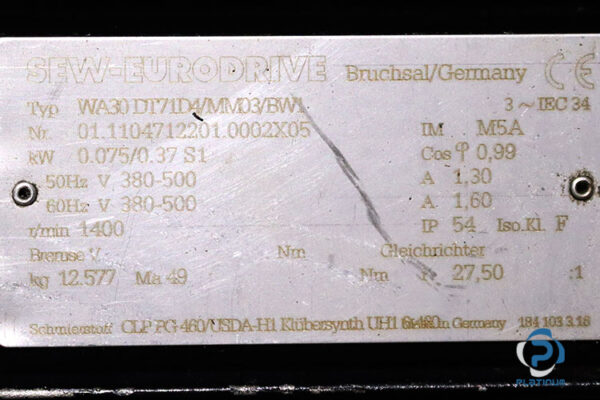 SEW-EURODRIVE Bruchsal/Germany CE
Typ WA30 DT71D4/MM03/BW1 3 ~ IEC 34
Nr. 01.1104712201.0002X05 IM M5A
kW 0.075/0.37 S1 Cos φ 0,99
50Hz V 380-500 A 1,30
60Hz V 380-500 A 1,60
r/min 1400 IP 54 Iso.Kl. F
Bremse V Nm Gleichrichter
kg 12.577 Ma 49 Nm 27,50 :1
Schmierstoff CLP PG-460/USDA-H1 Klübersynth UH1 in Germany 184 103 3.16
PLATINUM